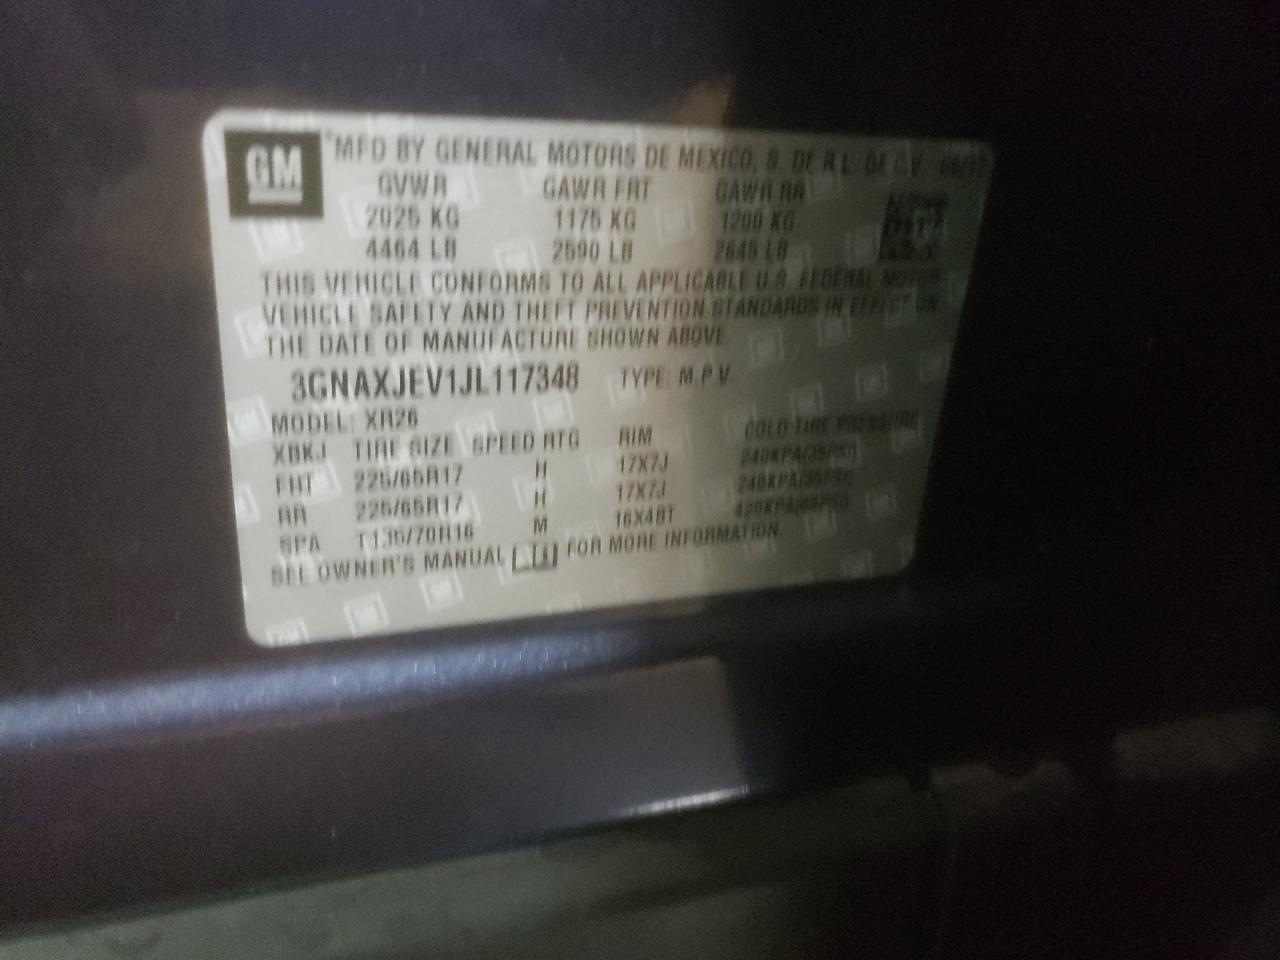 GM
MFD BY GENERAL MOTORS DE MEXICO, S. DE R.L. DE C.V.
GVWR GAWR FRT GAWR RR
2025 KG 1175 KG 1200 KG
4464 LB 2590 LB 2645 LB
THIS VEHICLE CONFORMS TO ALL APPLICABLE U.S. FEDERAL MOTOR
VEHICLE SAFETY AND THEFT PREVENTION STANDARDS IN EFFECT ON
THE DATE OF MANUFACTURE SHOWN ABOVE.
3GNAXJEV1JL117348 TYPE: M.P.V.
MODEL: XR26
XBKJ TIRE SIZE SPEED RTG RIM COLD TIRE PRESSURE
FRT 225/65R17 H 17X7J 240KPA(35PSI)
RR 225/65R17 H 17X7J 240KPA(35PSI)
SPA T135/70R16 M 16X4BT 420KPA(60PSI)
SEE OWNER'S MANUAL FOR MORE INFORMATION.